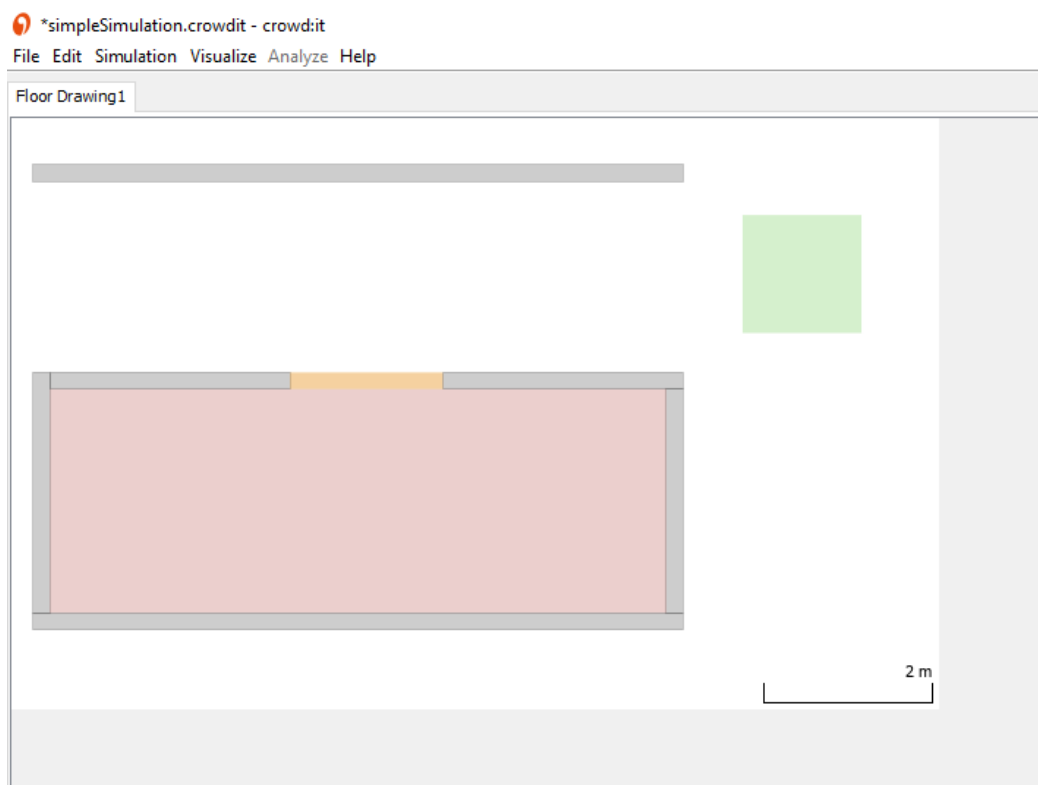 *simpleSimulation.crowdit - crowd:it
File Edit Simulation Visualize Analyze Help
Floor Drawing1
2 m